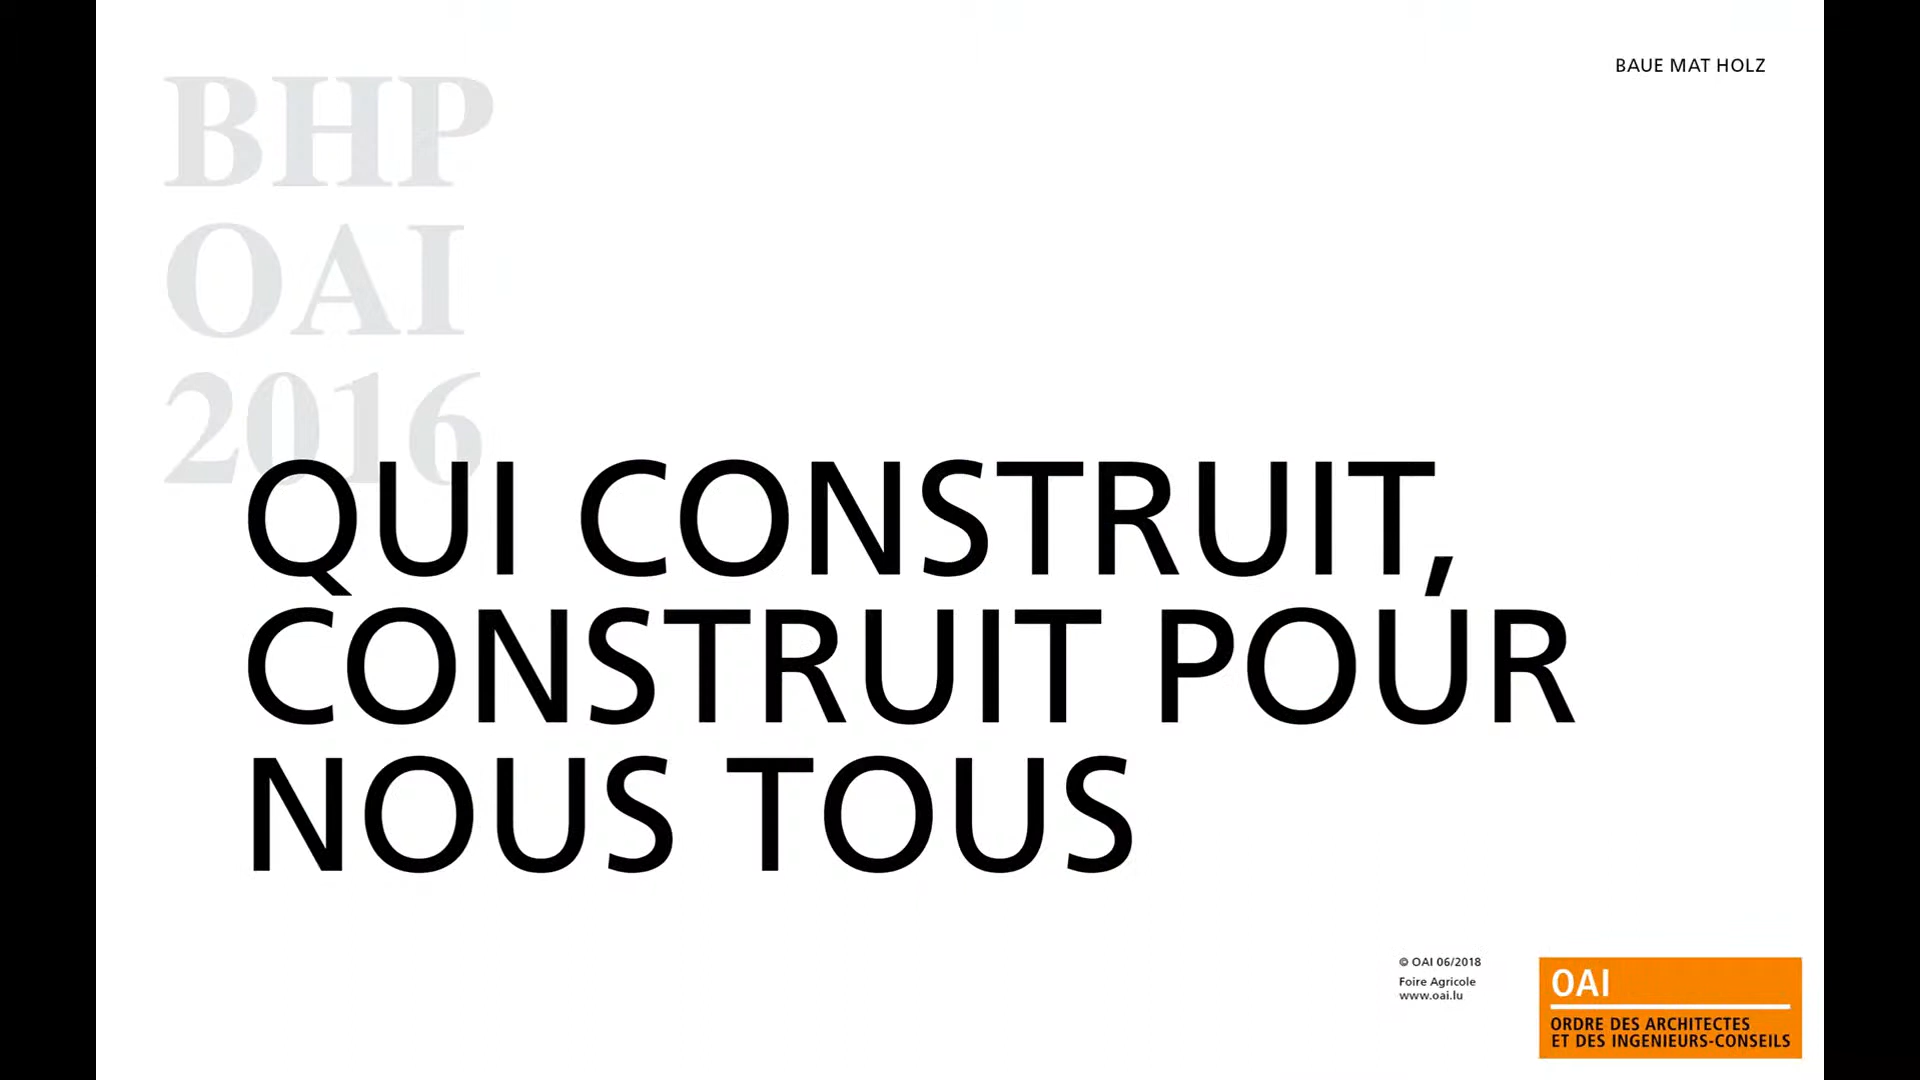 BAUE MAT HOLZ
BHP
OAI
2016
QUI CONSTRUIT,
CONSTRUIT POUR
NOUS TOUS
© OAI 06/2018
Foire Agricole
www.oai.lu
OAI
ORDRE DES ARCHITECTES
ET DES INGENIEURS-CONSEILS